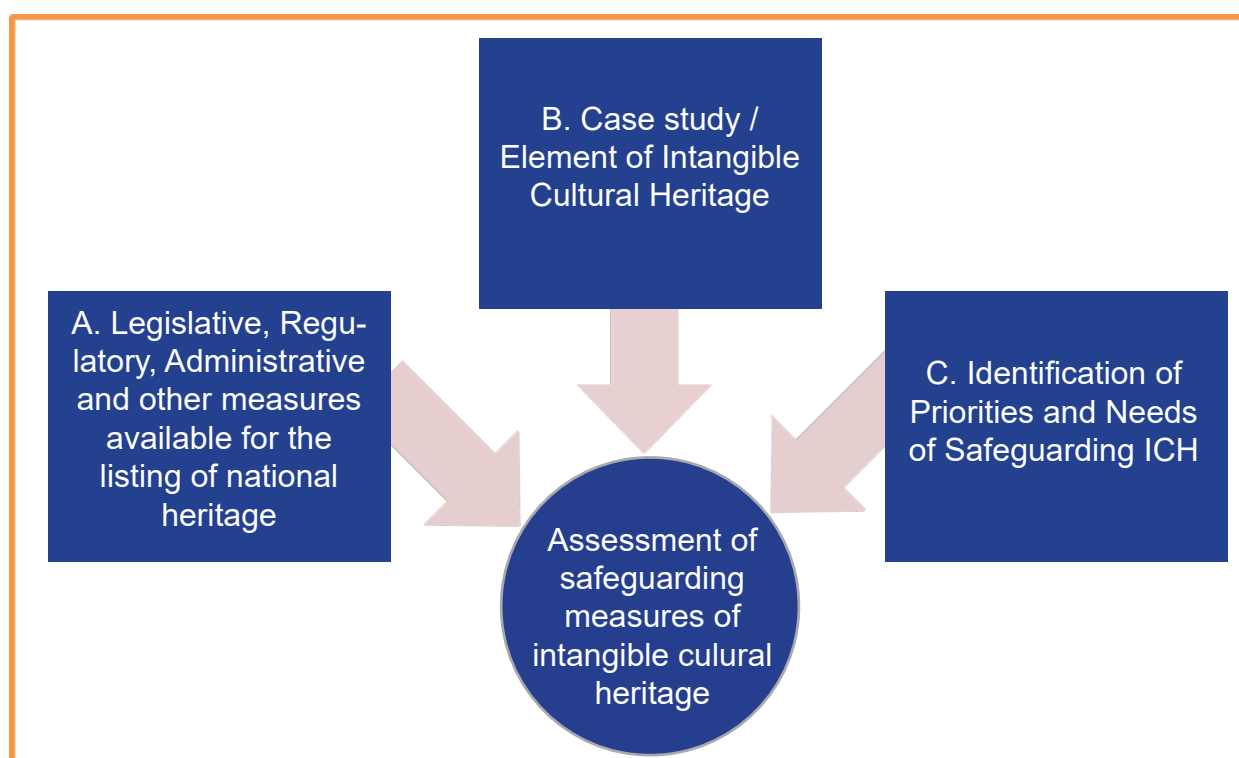 B. Case study /
Element of Intangible
Cultural Heritage
A. Legislative, Regu-
latory, Administrative
and other measures
available for the
listing of national
heritage
C. Identification of
Priorities and Needs
of Safeguarding ICH
Assessment of
safeguarding
measures of
intangible culural
heritage